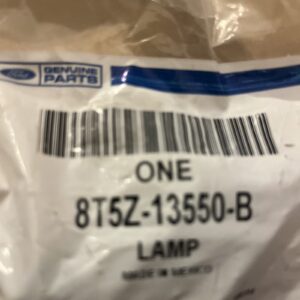 Ford GENUINE
PARTS
ONE
8T5Z-13550-B
LAMP
MADE IN MEXICO